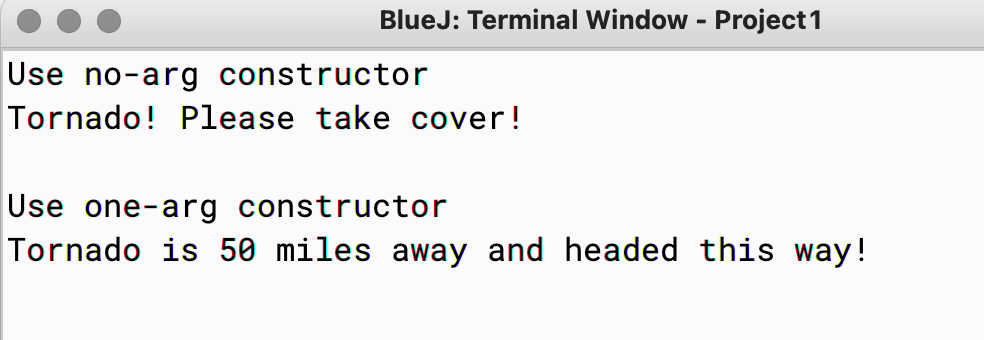 BlueJ: Terminal Window - Project1
Use no-arg constructor
Tornado! Please take cover!
Use one-arg constructor
Tornado is 50 miles away and headed this way!